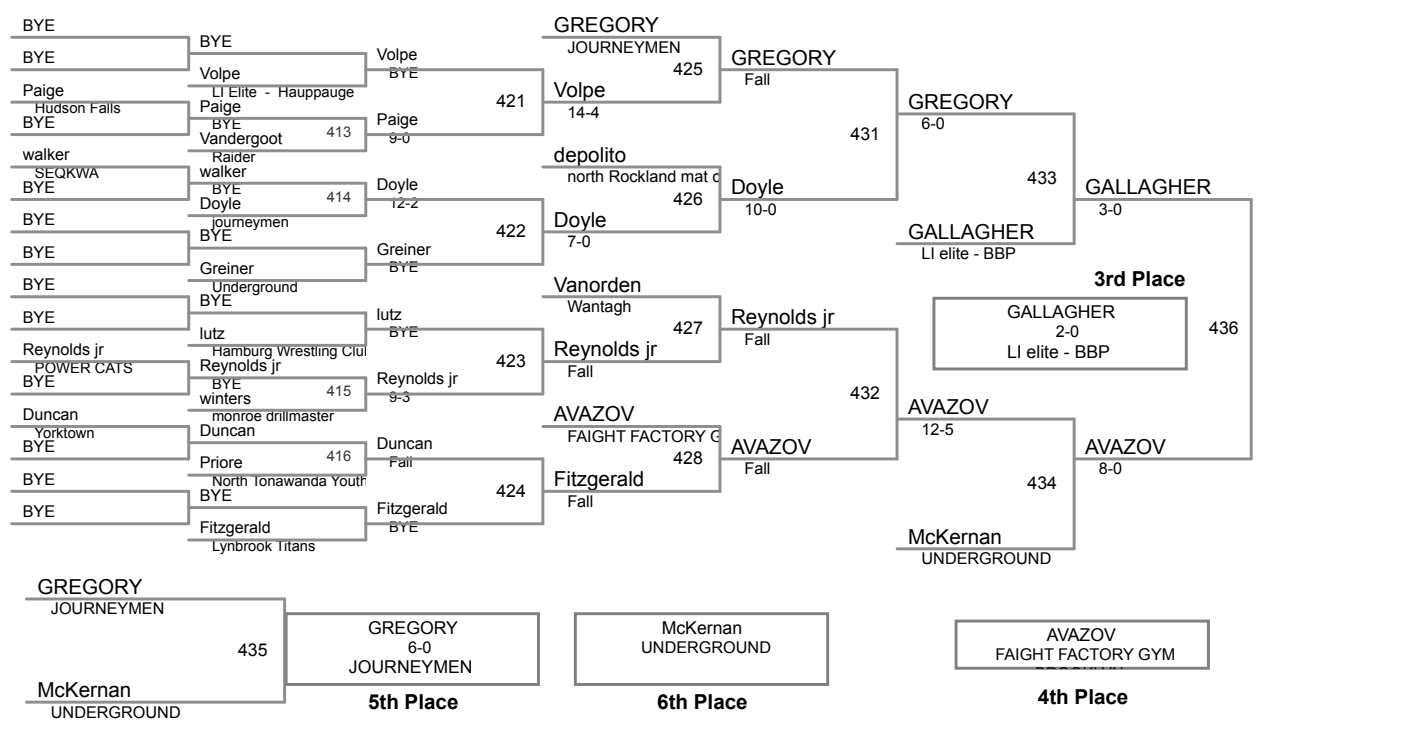 BYE
BYE
Paige
Hudson Falls
BYE
walker
SEQKWA
BYE
BYE
BYE
BYE
BYE
Reynolds jr
POWER CATS
BYE
Duncan
Yorktown
BYE
BYE
BYE
BYE
Volpe
LI Elite - Hauppauge
Paige
BYE
413
Vandergoot
Raider
walker
BYE
414
Doyle
journeymen
BYE
Greiner
Underground
BYE
lutz
Hamburg Wrestling Clu
Reynolds jr
BYE
415
winters
monroe drillmaster
Duncan
416
Priore
North Tonawanda Youth
BYE
Fitzgerald
Lynbrook Titans
Volpe
BYE
421
Paige
9-0
Doyle
12-2
422
Greiner
BYE
lutz
BYE
423
Reynolds jr
9-3
Duncan
Fall
424
Fitzgerald
BYE
GREGORY
JOURNEYMEN
425
Volpe
14-4
depolito
north Rockland mat c
426
Doyle
7-0
Vanorden
Wantagh
427
Reynolds jr
Fall
AVAZOV
FAIGHT FACTORY G
428
Fitzgerald
Fall
GREGORY
Fall
431
Doyle
10-0
Reynolds jr
Fall
432
AVAZOV
Fall
GREGORY
6-0
433
GALLAGHER
LI elite - BBP
AVAZOV
12-5
434
McKernan
UNDERGROUND
GALLAGHER
3-0
436
AVAZOV
8-0
3rd Place
GALLAGHER
2-0
LI elite - BBP
GREGORY
JOURNEYMEN
435
McKernan
UNDERGROUND
GREGORY
6-0
JOURNEYMEN
5th Place
McKernan
UNDERGROUND
6th Place
AVAZOV
FAIGHT FACTORY GYM
4th Place